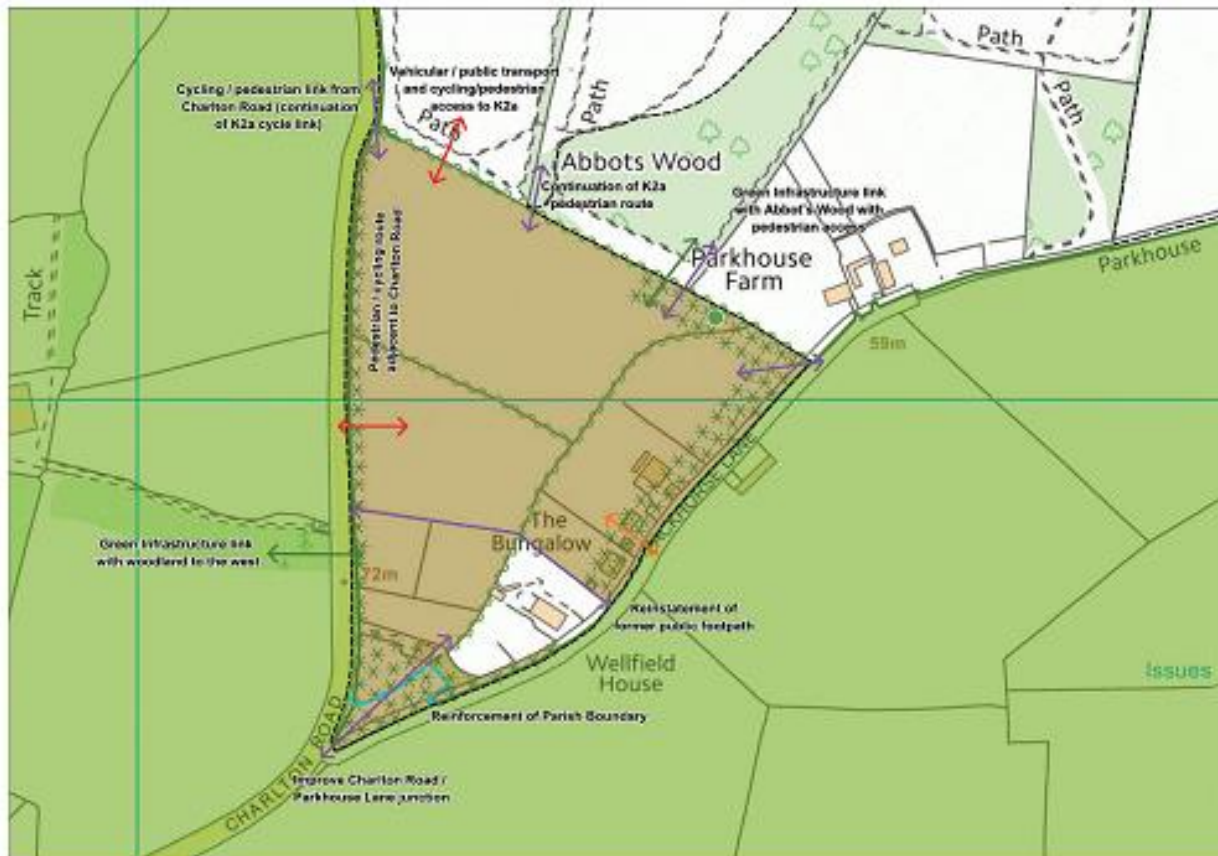 Path
Path
Vehicular / public transport
and cycling/pedestrian
access to K2a
Cycling / pedestrian link from
Charlton Road (continuation
of K2a cycle link)
Path
Path
Path
Abbots Wood
Continuation of K2a
pedestrian route
Green Infrastructure link
with Abbot's Wood with
pedestrian access
Parkhouse
Farm
Parkhouse
Track
Pedestrian / cycling route
adjacent to Charlton Road
59m
LANE
The
Bungalow
Green Infrastructure link
with woodland to the west
72m
Reinstatement of
former public footpath
Wellfield
House
Issues
Reinforcement of Parish Boundary
CHARLTON ROAD
Improve Charlton Road /
Parkhouse Lane junction